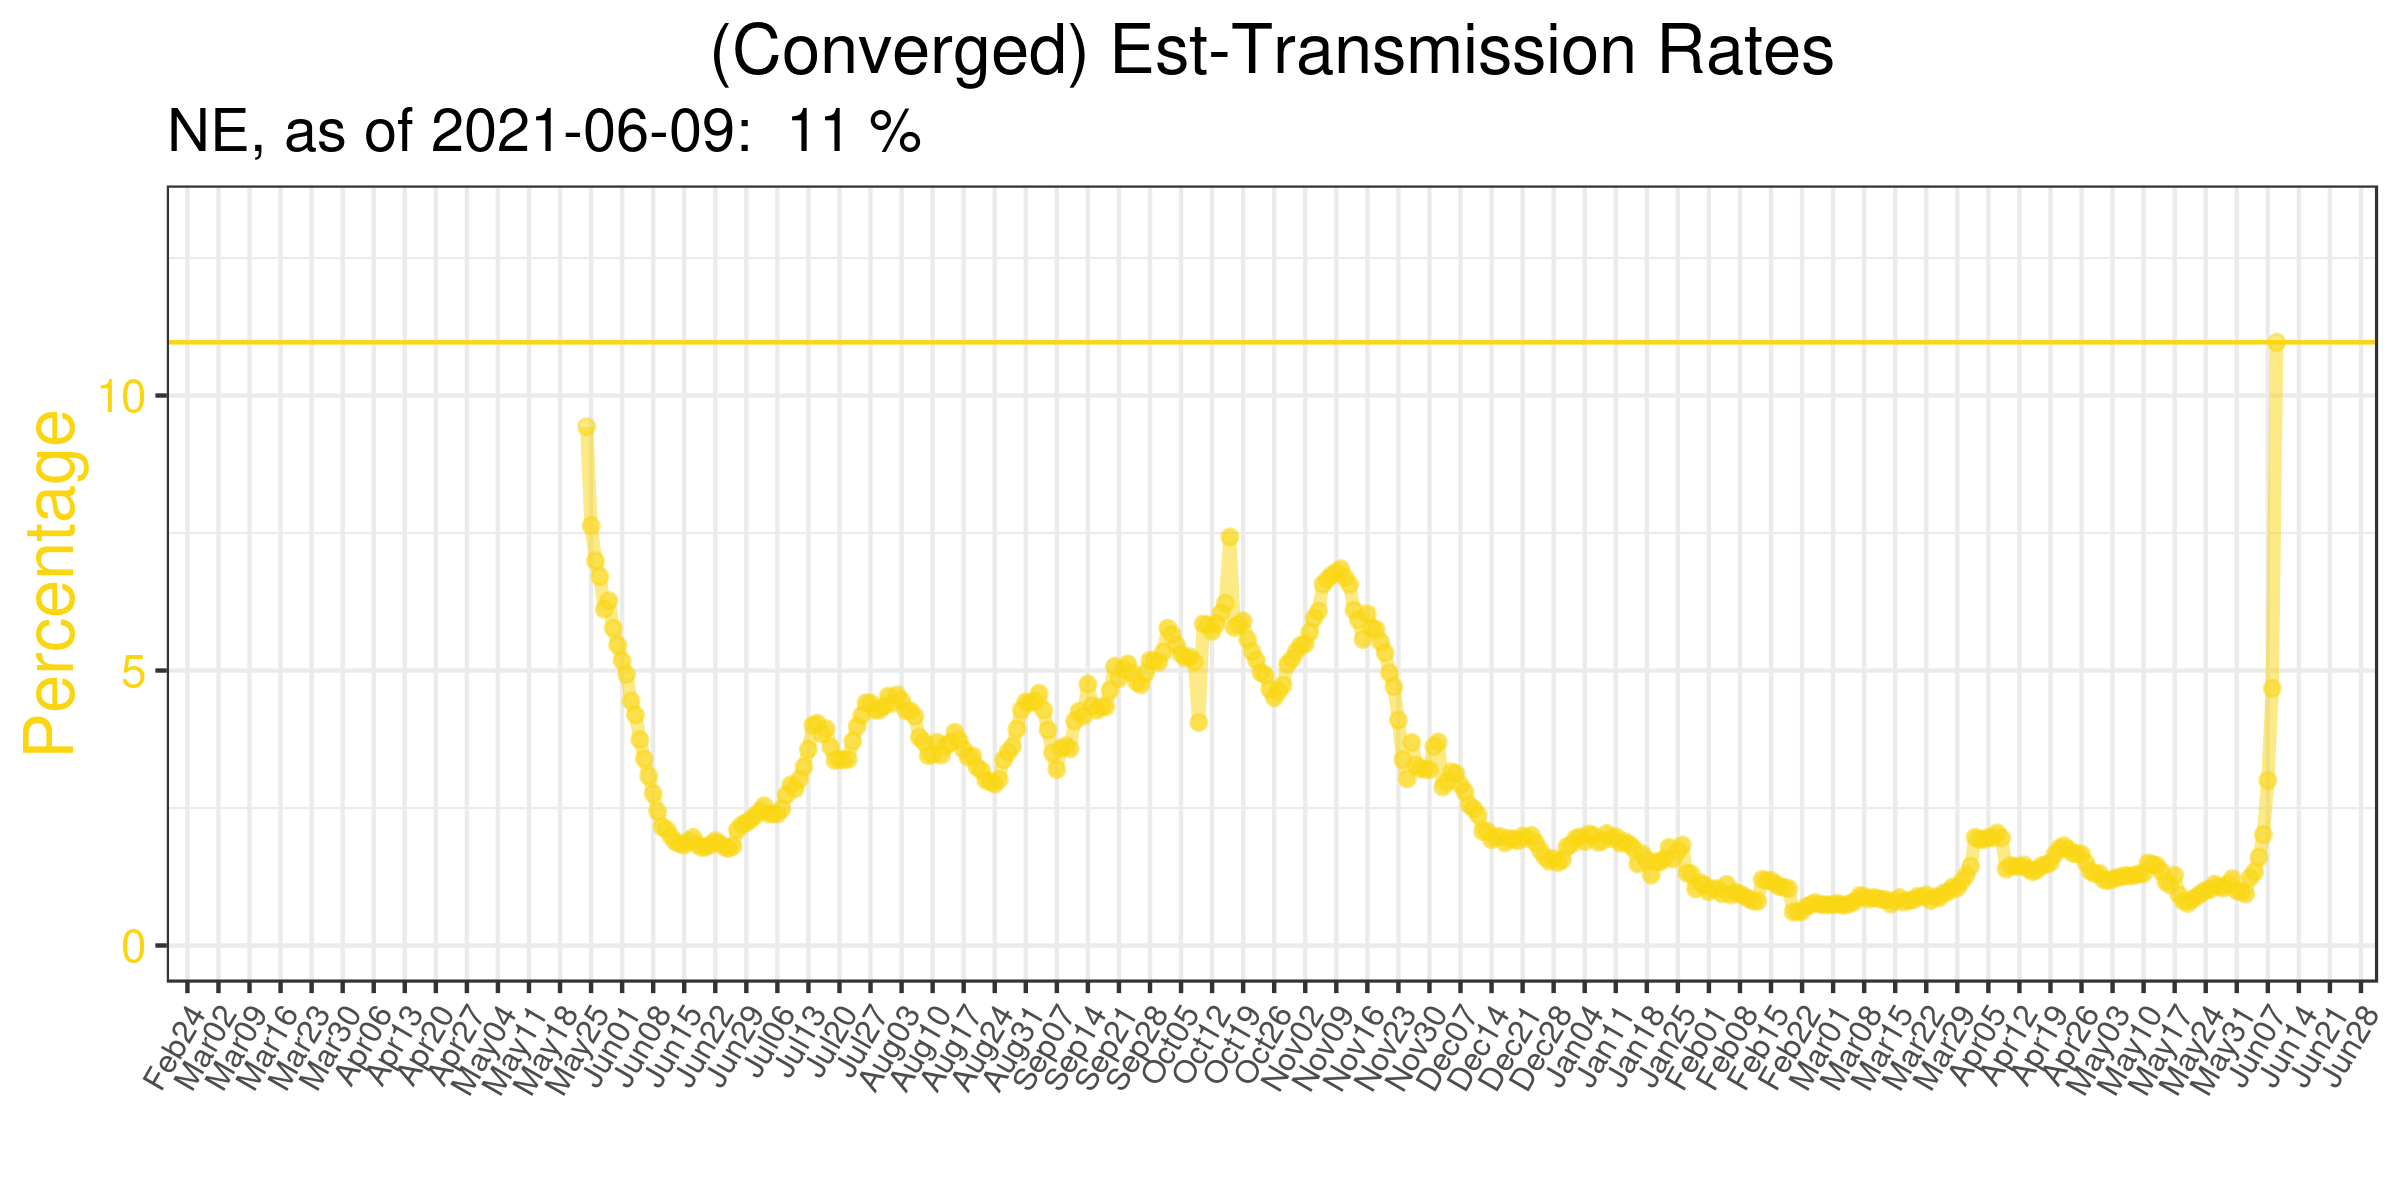 (Converged) Est-Transmission Rates
NE, as of 2021-06-09: 11 %
Percentage
10
5
0
Feb24
Mar02
Mar09
Mar16
Mar23
Mar30
Apr06
Apr13
Apr20
Apr27
May04
May11
May18
May25
Jun01
Jun08
Jun15
Jun22
Jun29
Jul06
Jul13
Jul20
Jul27
Aug03
Aug10
Aug17
Aug24
Aug31
Sep07
Sep14
Sep21
Sep28
Oct05
Oct12
Oct19
Oct26
Nov02
Nov09
Nov16
Nov23
Nov30
Dec07
Dec14
Dec21
Dec28
Jan04
Jan11
Jan18
Jan25
Feb01
Feb08
Feb15
Feb22
Mar01
Mar08
Mar15
Mar22
Mar29
Apr05
Apr12
Apr19
Apr26
May03
May10
May17
May24
May31
Jun07
Jun14
Jun21
Jun28